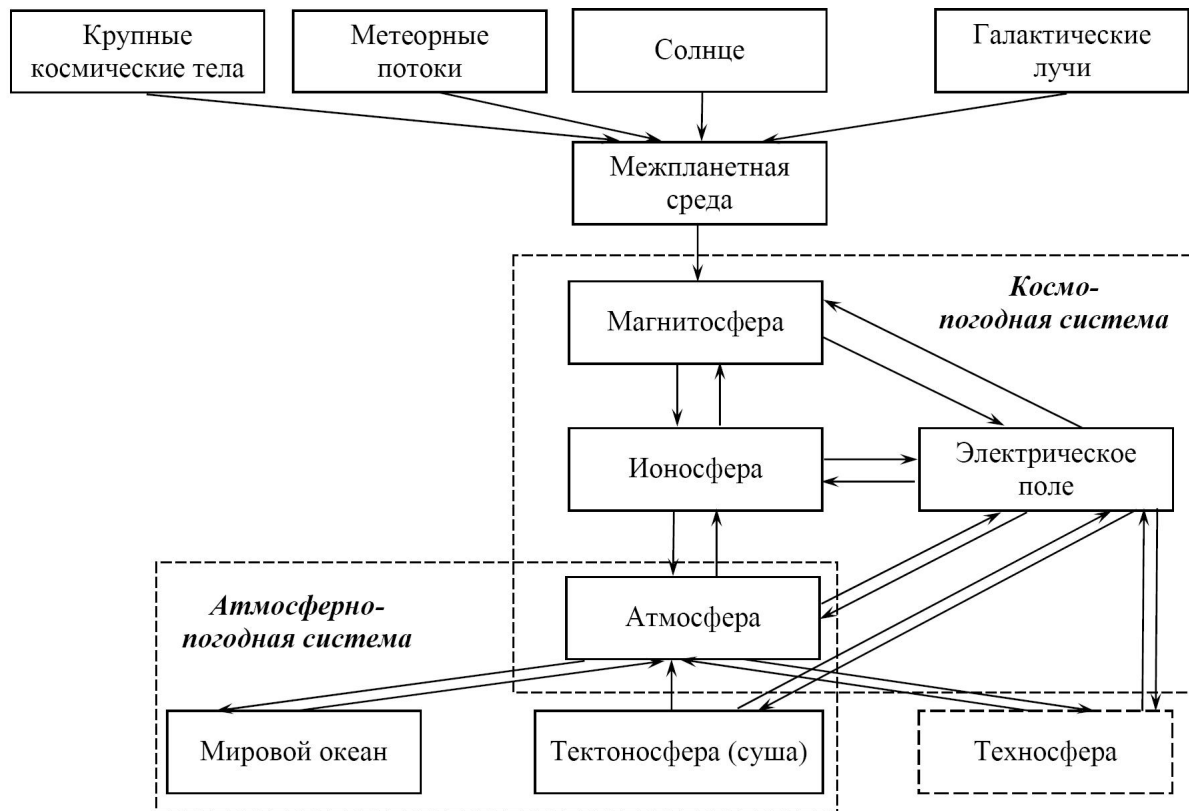 Крупные
космические тела
Метеорные
потоки
Солнце
Галактические
лучи
Межпланетная
среда
Космо-
погодная система
Магнитосфера
Ионосфера
Электрическое
поле
Атмосферно-
погодная система
Атмосфера
Мировой океан
Тектоносфера (суша)
Техносфера